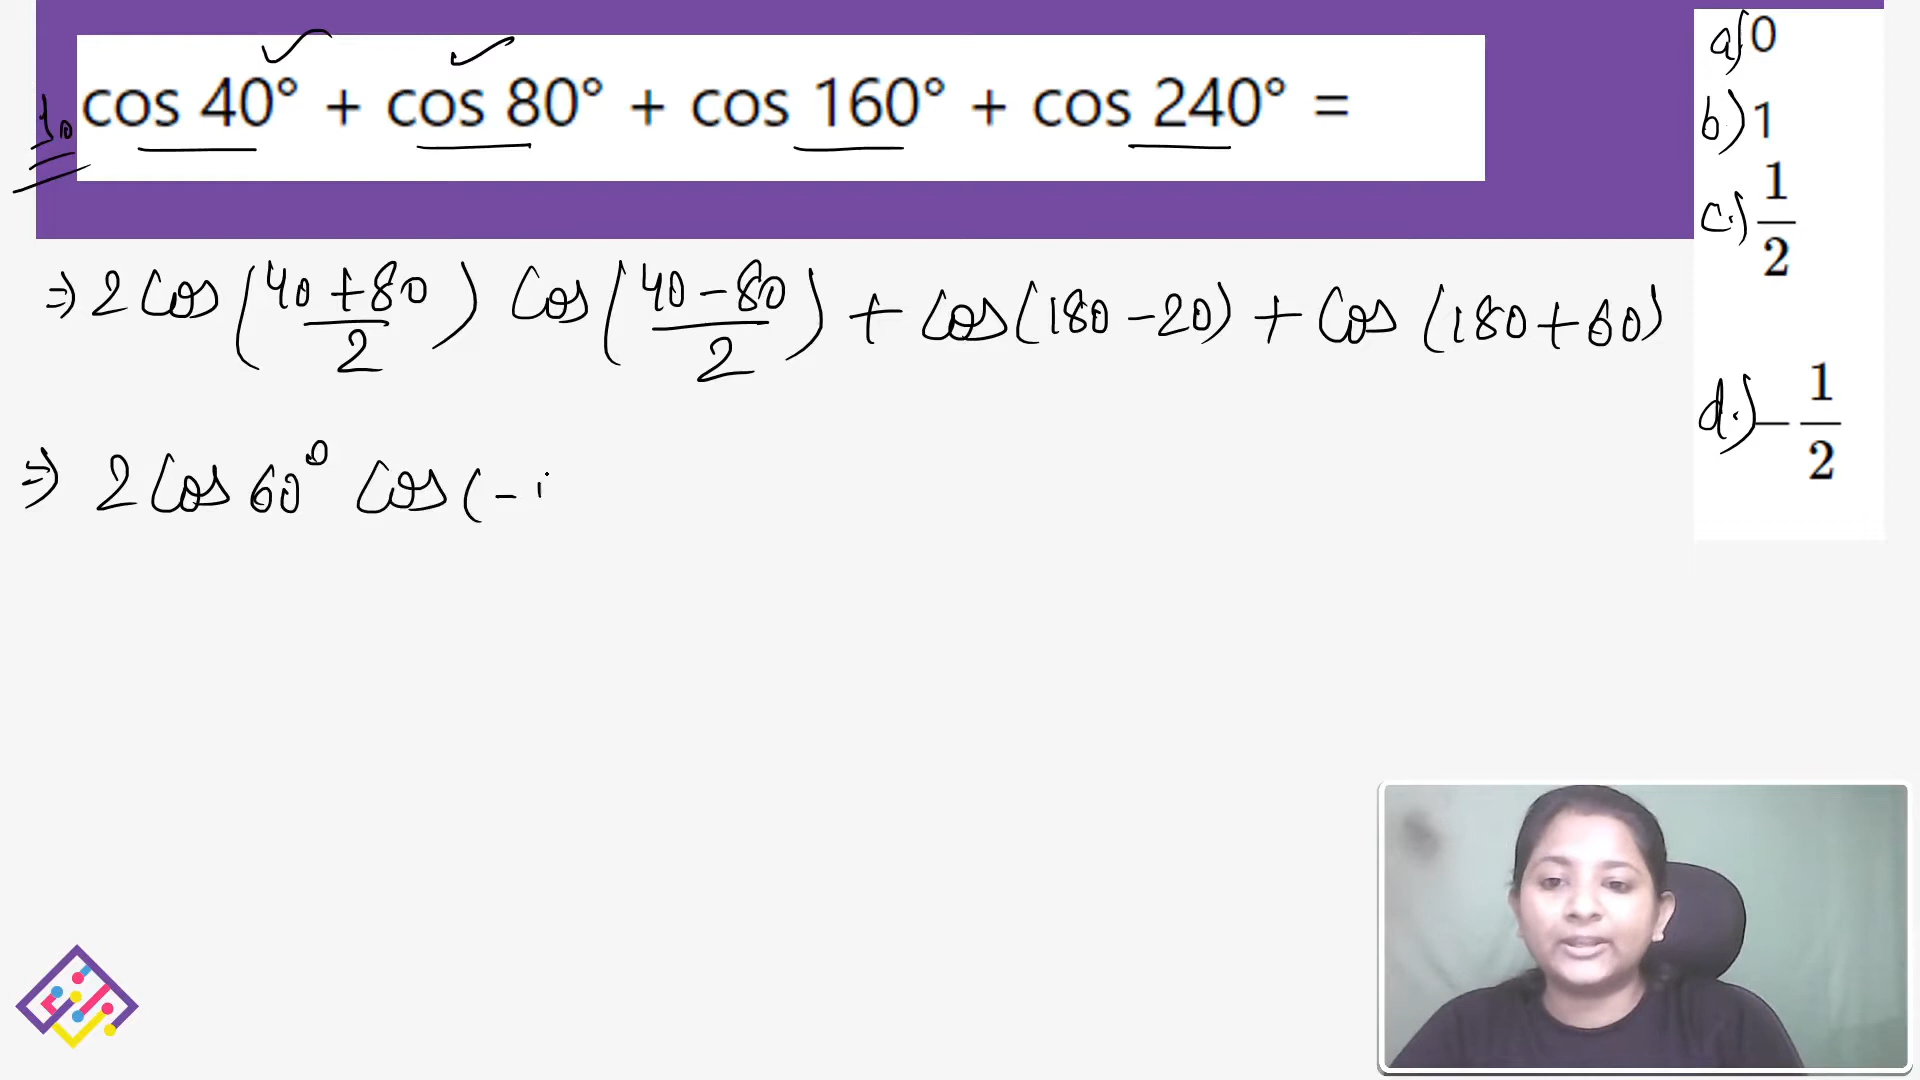 1. cos 40° + cos 80° + cos 160° + cos 240° =
a) 0
b.) 1
c.) 1/2
d.) - 1/2
⇒ 2 Cos (40+80/2) Cos (40-80/2) + Cos(180-20) + Cos (180+60)
⇒ 2 Cos 60° Cos (-